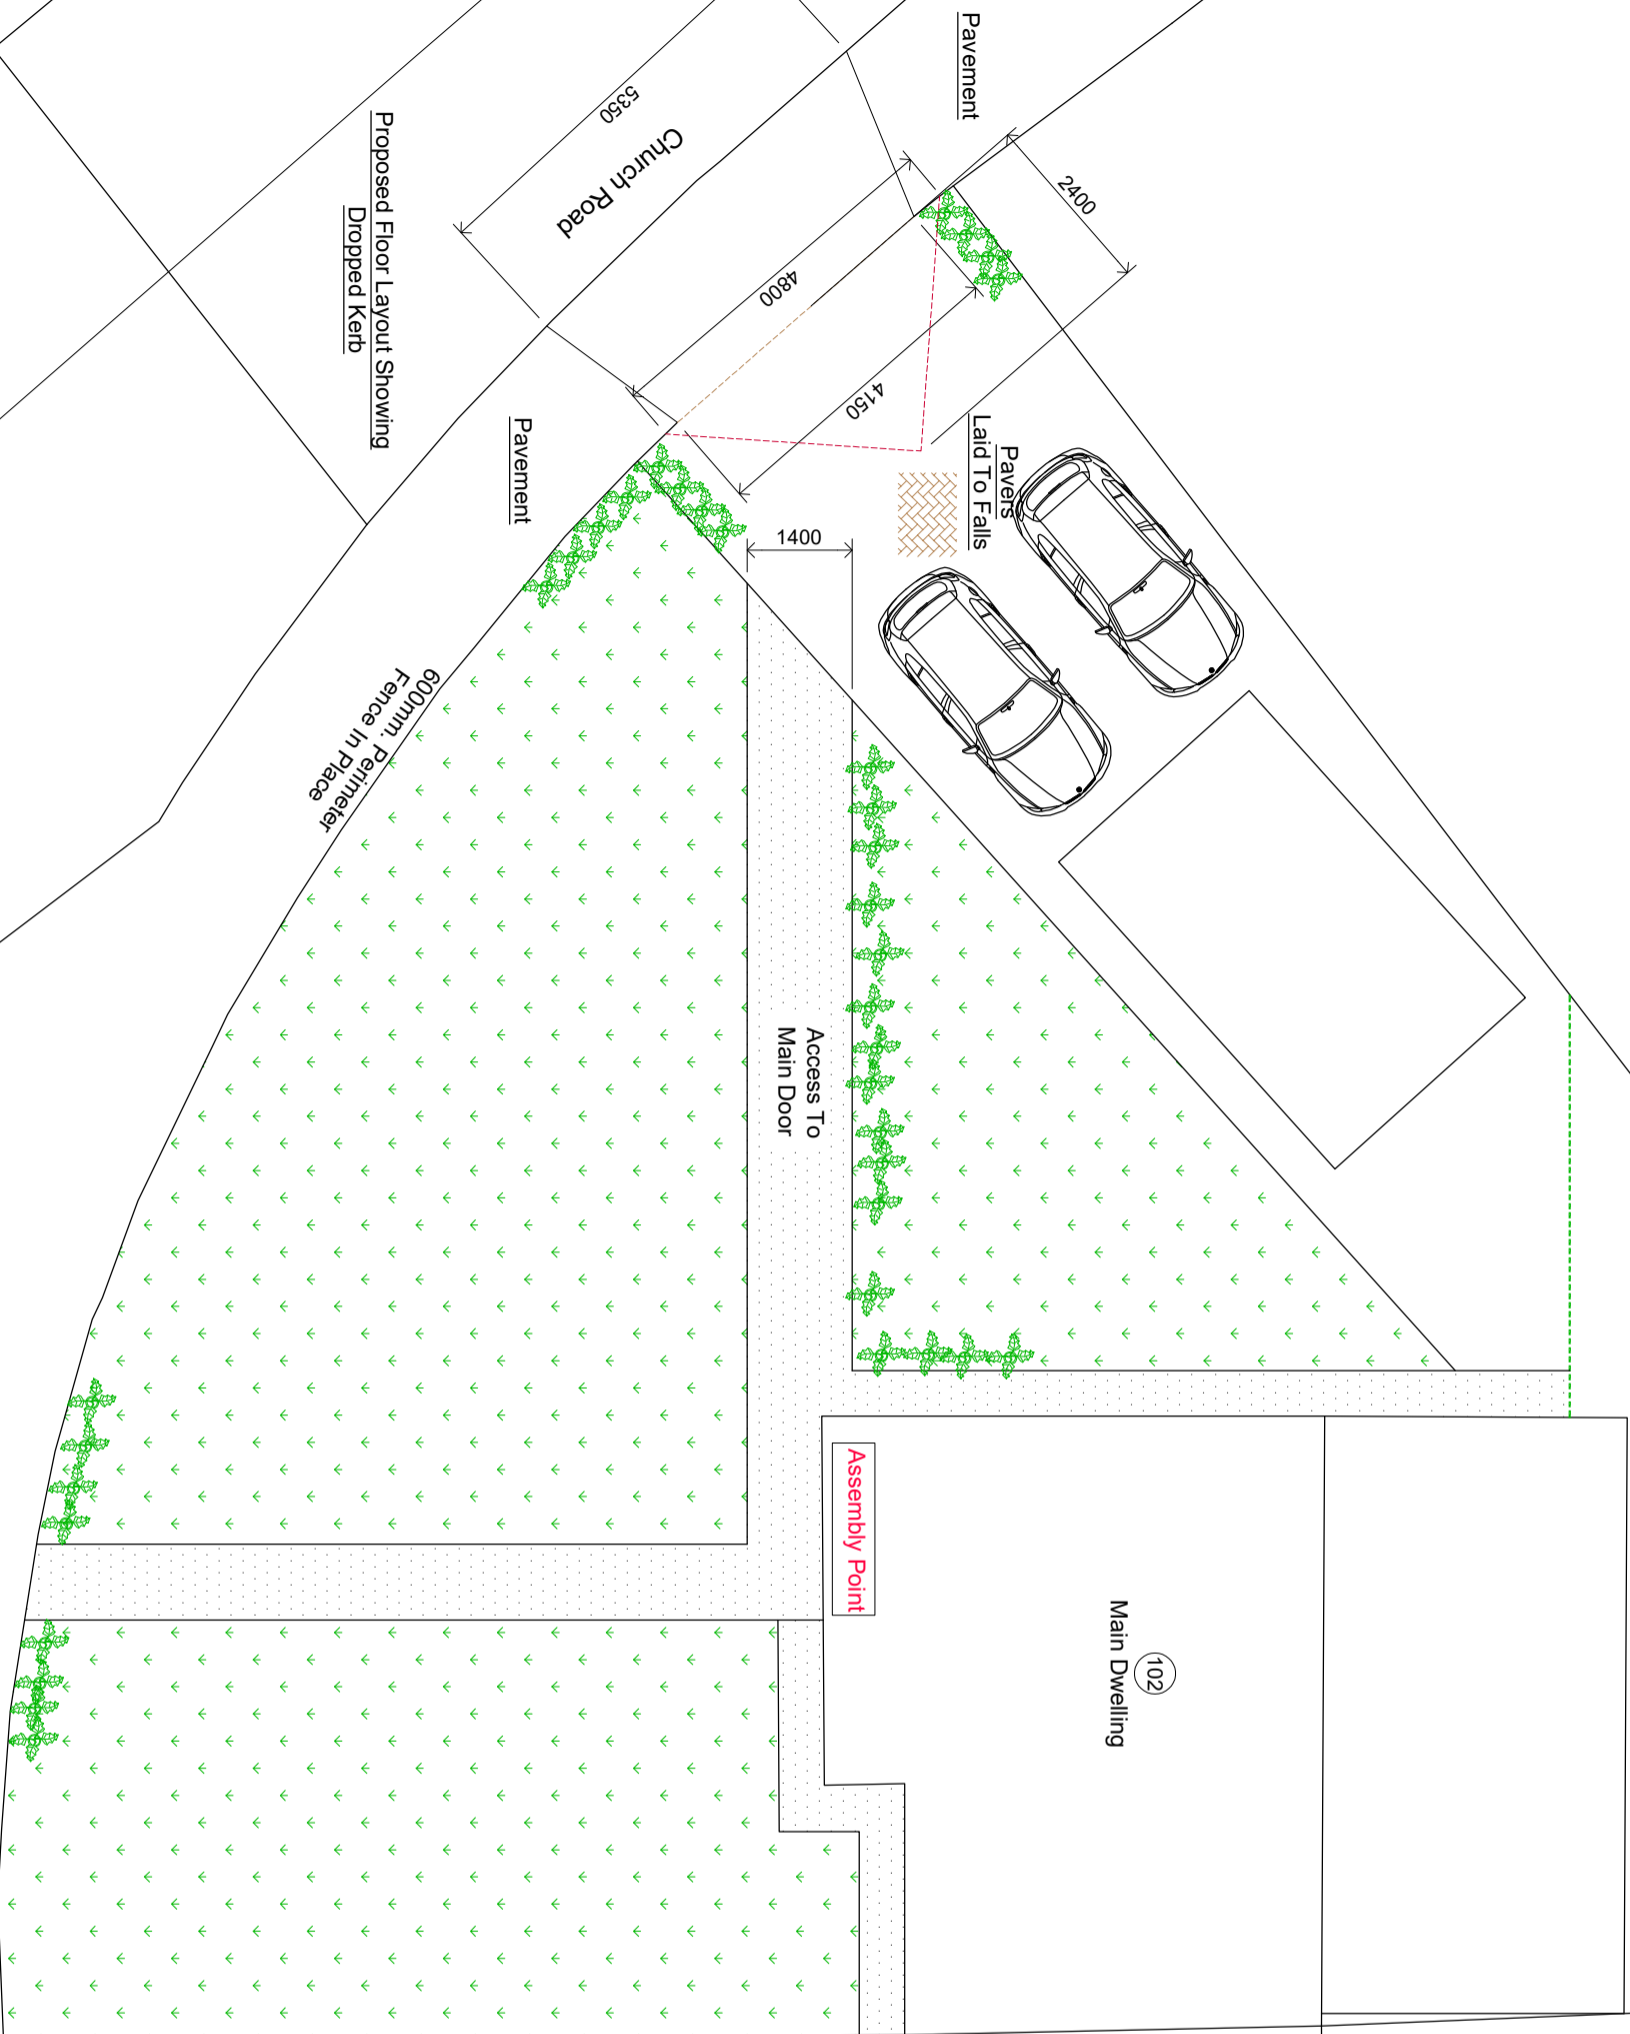 Pavement
5350
Church Road
2400
Proposed Floor Layout Showing
Dropped Kerb
4800
4150
Pavers
Laid To Falls
Pavement
1400
600mm. Perimeter
Fence In Place
Access To
Main Door
Assembly Point
102
Main Dwelling